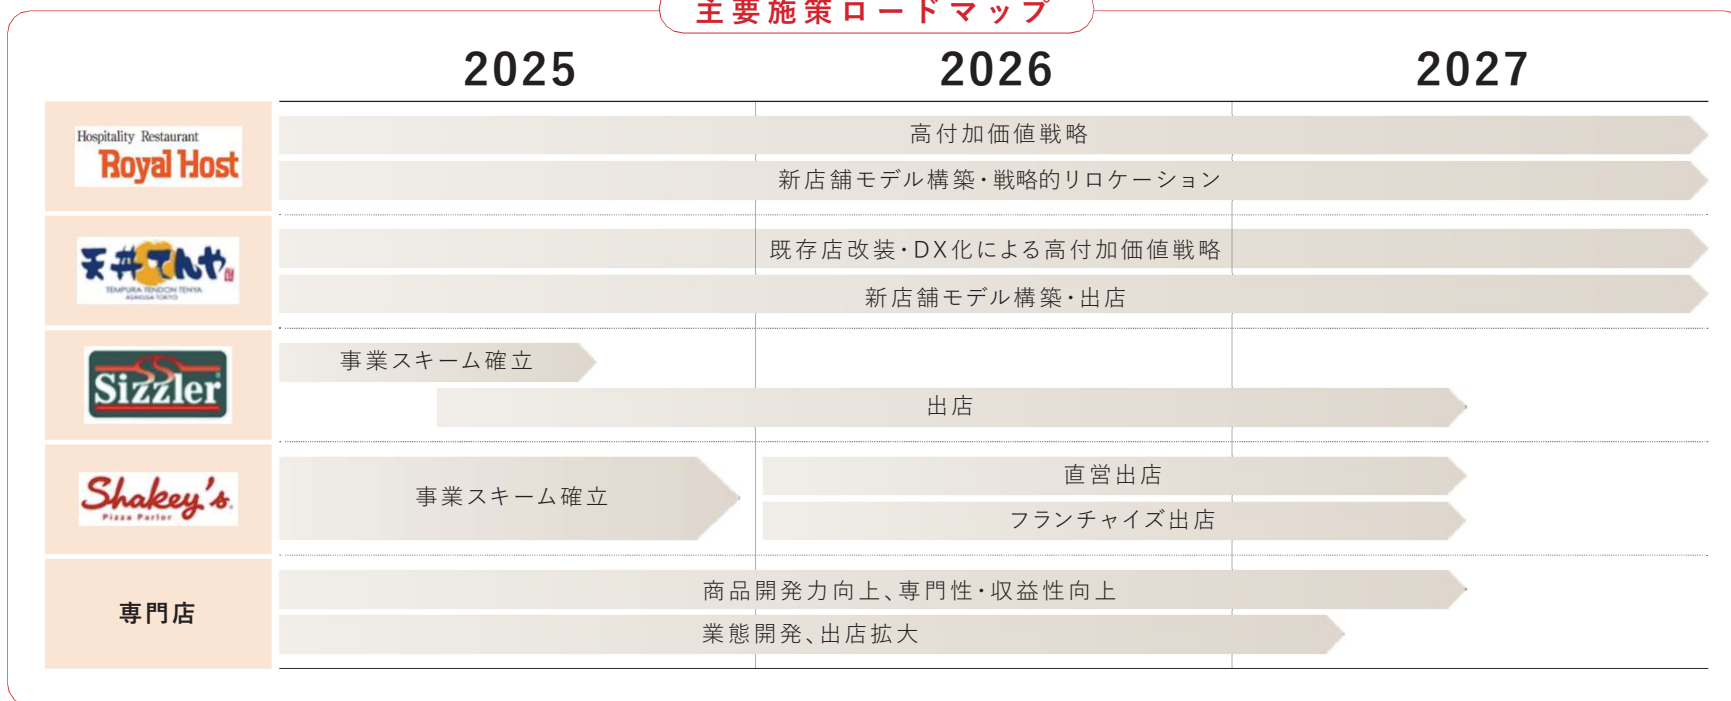 主要施策ロードマップ
2025 2026 2027
Hospitality Restaurant
Royal Host
高付加価値戦略
新店舗モデル構築・戦略的リロケーション
天丼てんや
TEMPURA TENDON TENYA
ASAKUSA TOKYO
既存店改装・DX化による高付加価値戦略
新店舗モデル構築・出店
Sizzler
事業スキーム確立
出店
Shakey's
Pizza Parlor
事業スキーム確立
直営出店
フランチャイズ出店
専門店
商品開発力向上、専門性・収益性向上
業態開発、出店拡大